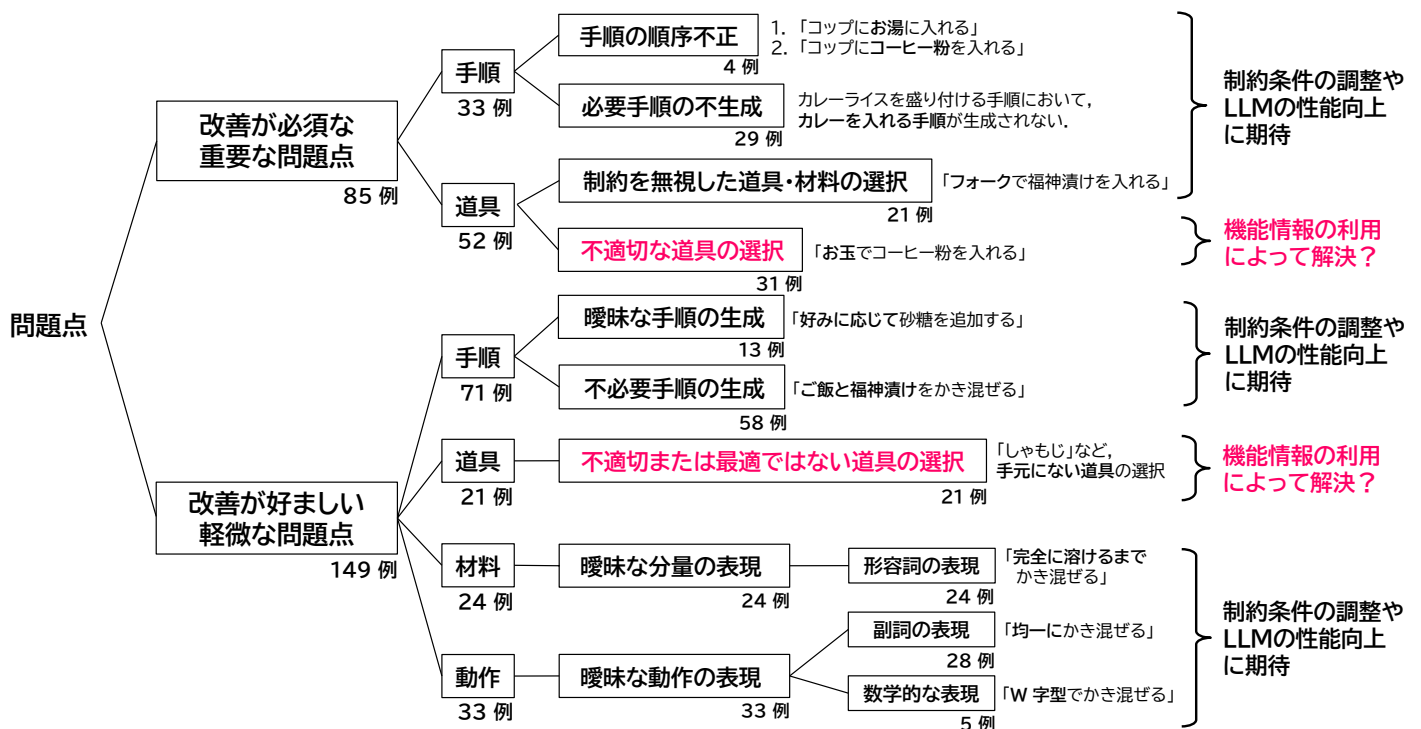 問題点
改善が必須な
重要な問題点
85 例
手順
33 例
手順の順序不正
4 例
1. 「コップにお湯に入れる」
2. 「コップにコーヒー粉を入れる」
必要手順の不生成
29 例
カレーライスを盛り付ける手順において,
カレーを入れる手順が生成されない.
道具
52 例
制約を無視した道具・材料の選択
21 例
「フォークで福神漬けを入れる」
制約条件の調整や
LLMの性能向上
に期待
不適切な道具の選択
31 例
「お玉でコーヒー粉を入れる」
機能情報の利用
によって解決？
改善が好ましい
軽微な問題点
149 例
手順
71 例
曖昧な手順の生成
13 例
「好みに応じて砂糖を追加する」
不必要手順の生成
58 例
「ご飯と福神漬けをかき混ぜる」
制約条件の調整や
LLMの性能向上
に期待
道具
21 例
不適切または最適ではない道具の選択
21 例
「しゃもじ」など,
手元にない道具の選択
機能情報の利用
によって解決？
材料
24 例
曖昧な分量の表現
24 例
形容詞の表現
24 例
「完全に溶けるまで
かき混ぜる」
動作
33 例
曖昧な動作の表現
33 例
副詞の表現
28 例
「均一にかき混ぜる」
数学的な表現
5 例
「W 字型でかき混ぜる」
制約条件の調整や
LLMの性能向上
に期待